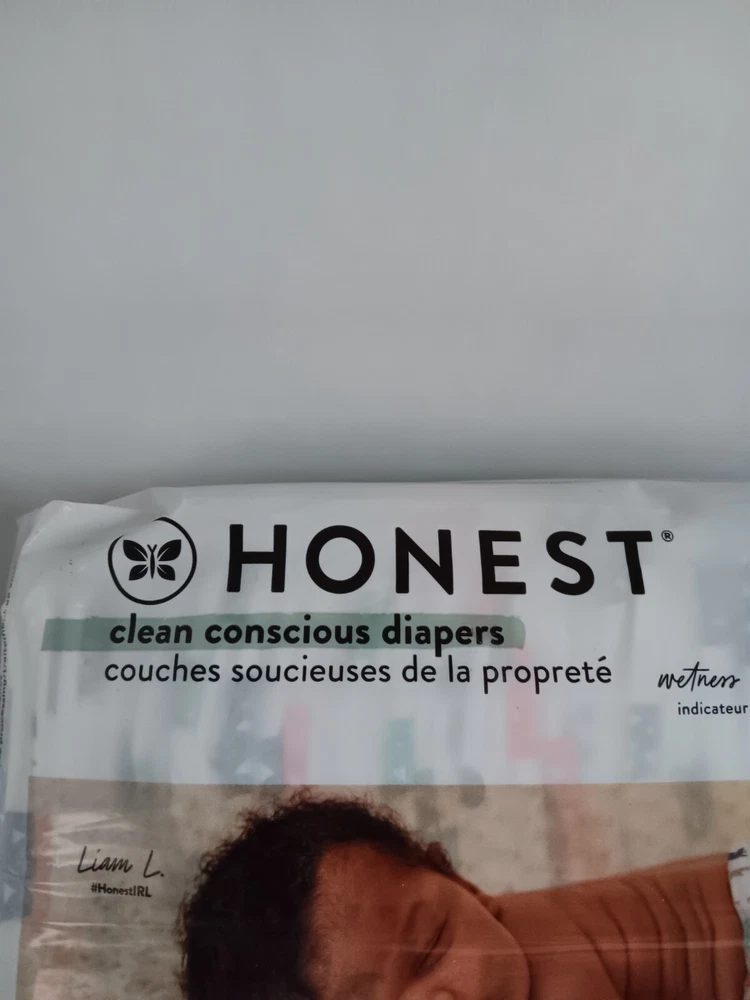 HONEST®
clean conscious diapers
couches soucieuses de la propreté
wetness
indicateur
Liam L.
#HonestIRL